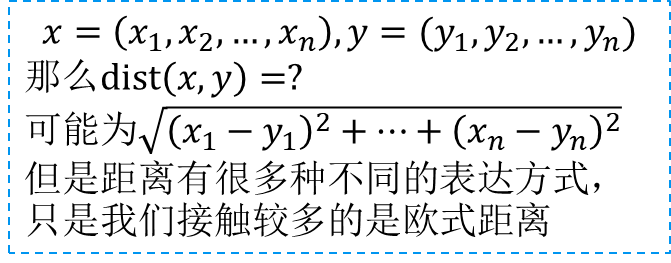 x = (x₁, x₂, …, xₙ), y = (y₁, y₂, …, yₙ)
那么dist(x, y) =?
可能为√((x₁ − y₁)² + ⋯ + (xₙ − yₙ)²)
但是距离有很多种不同的表达方式，
只是我们接触较多的是欧式距离